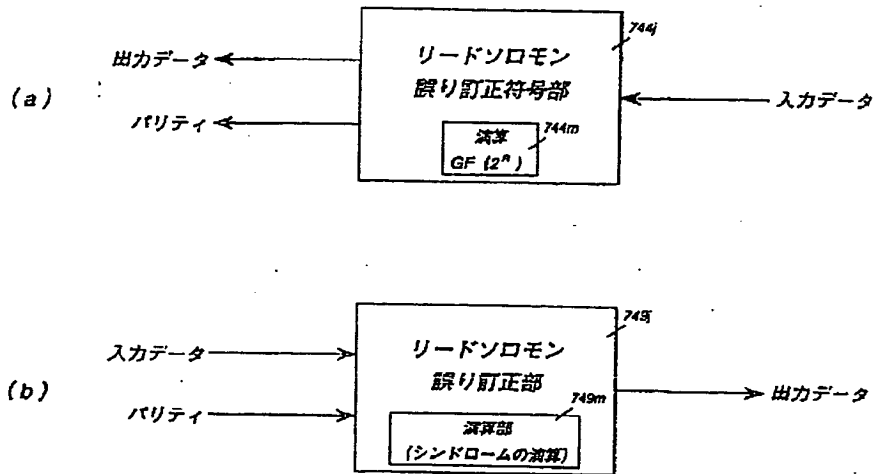 (a)
出力データ
パリティ
リードソロモン
誤り訂正符号部
744j
演算
GF (2ⁿ)
744m
入力データ
(b)
入力データ
パリティ
リードソロモン
誤り訂正部
749j
749m
演算部
(シンドロームの演算)
出力データ